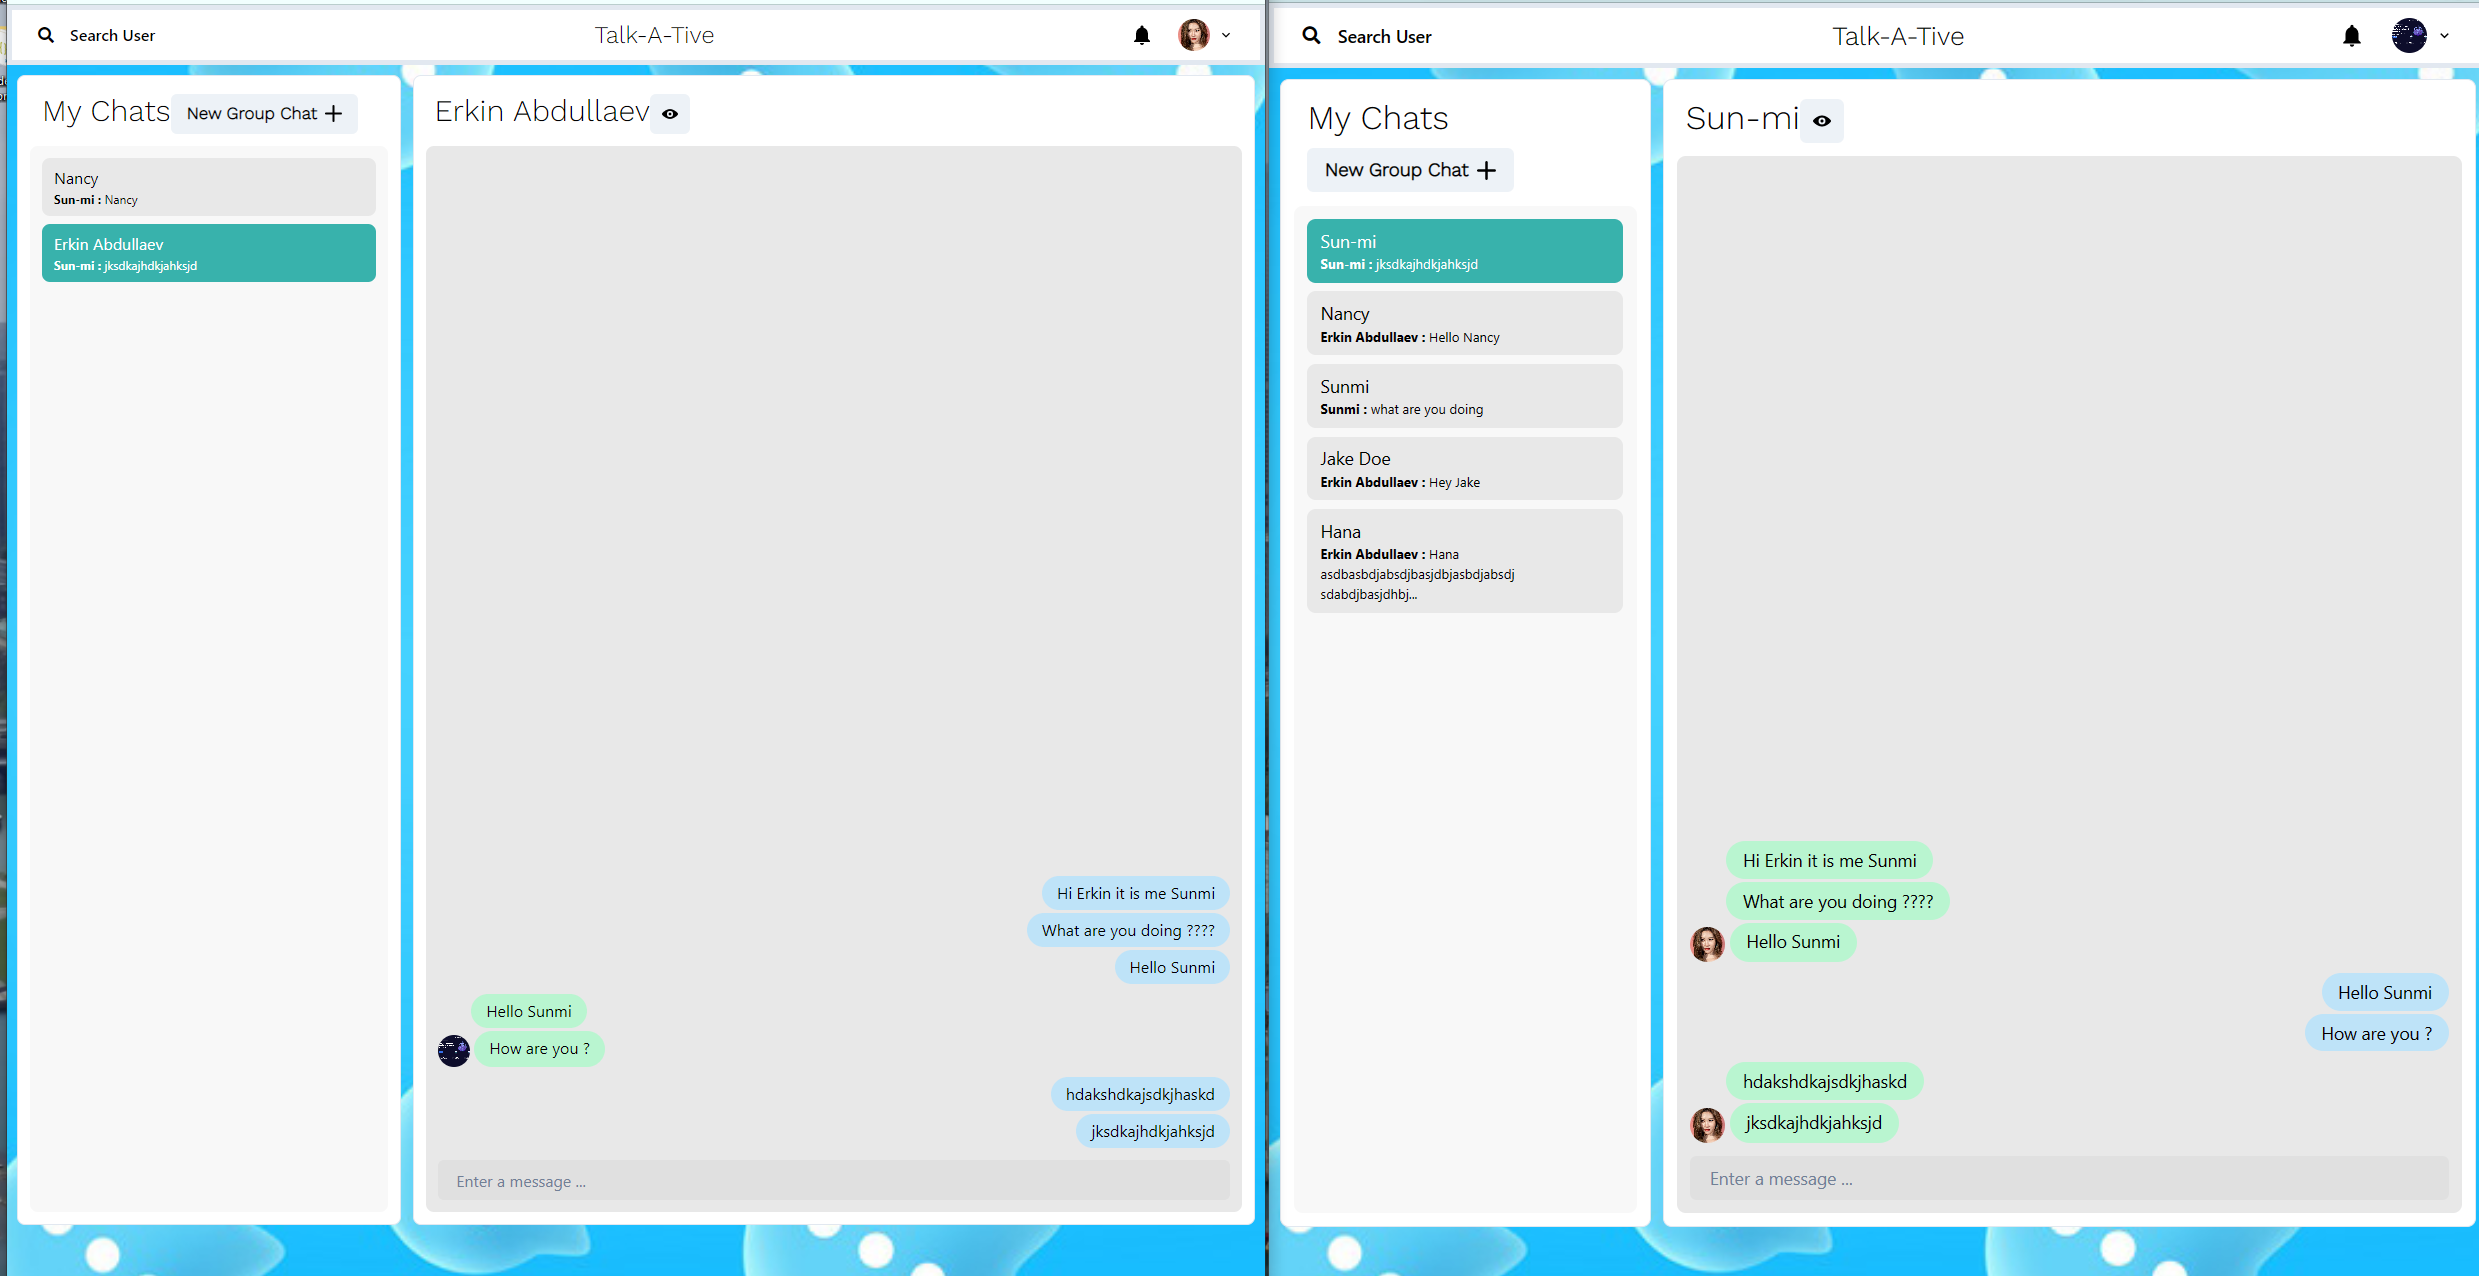 Search User
Talk-A-Tive
My Chats
New Group Chat
Nancy
Sun-mi : Nancy
Erkin Abdullaev
Sun-mi : jksdkajhdkjahksjd
Erkin Abdullaev
Hi Erkin it is me Sunmi
What are you doing ????
Hello Sunmi
Hello Sunmi
How are you ?
hdakshdkajsdkjhaskd
jksdkajhdkjahksjd
Enter a message ...
Search User
Talk-A-Tive
My Chats
New Group Chat
Sun-mi
Sun-mi : jksdkajhdkjahksjd
Nancy
Erkin Abdullaev : Hello Nancy
Sunmi
Sunmi : what are you doing
Jake Doe
Erkin Abdullaev : Hey Jake
Hana
Erkin Abdullaev : Hana
asdbasbdjabsdjbasjdbjasbdjabsdj
sdabdjbasjdhbj...
Sun-mi
Hi Erkin it is me Sunmi
What are you doing ????
Hello Sunmi
Hello Sunmi
How are you ?
hdakshdkajsdkjhaskd
jksdkajhdkjahksjd
Enter a message ...